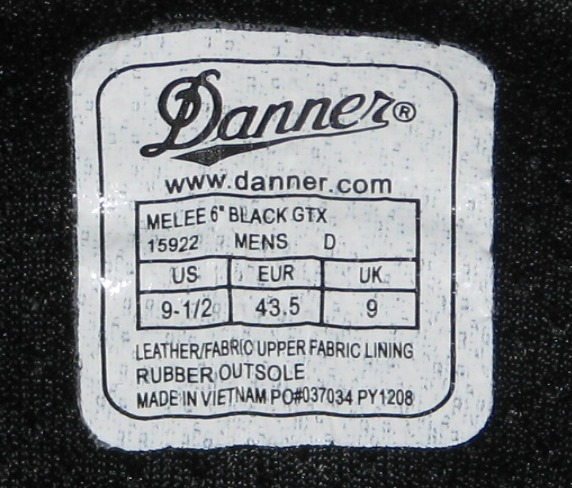 Danner®
www.danner.com
MELEE 6" BLACK GTX
15922 MENS D
US EUR UK
9-1/2 43.5 9
LEATHER/FABRIC UPPER FABRIC LINING
RUBBER OUTSOLE
MADE IN VIETNAM PO#037034 PY1208